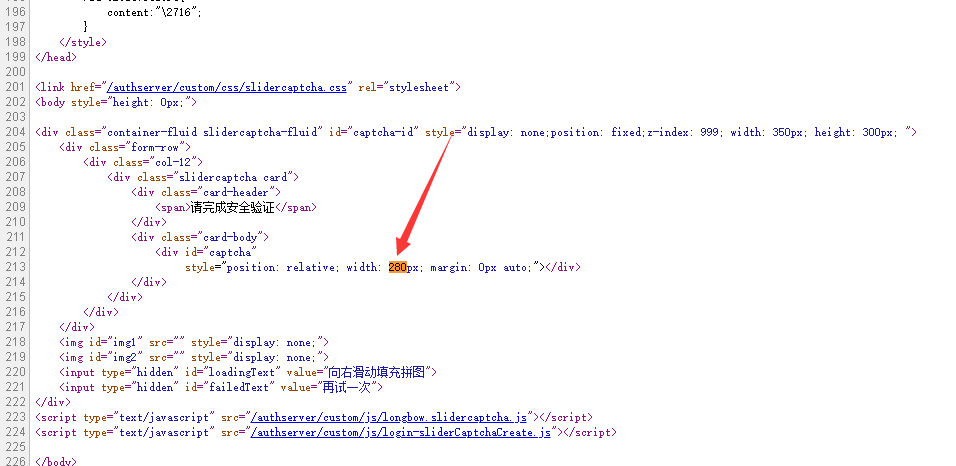 196 content:"\2716";
197 }
198 </style>
199 </head>
200
201 <link href="/authserver/custom/css/slidercaptcha.css" rel="stylesheet">
202 <body style="height: 0px;">
203
204 <div class="container-fluid slidercaptcha-fluid" id="captcha-id" style="display: none;position: fixed;z-index: 999; width: 350px; height: 300px; ">
205 <div class="form-row">
206 <div class="col-12">
207 <div class="slidercaptcha card">
208 <div class="card-header">
209 <span>请完成安全验证</span>
210 </div>
211 <div class="card-body">
212 <div id="captcha"
213 style="position: relative; width: 280px; margin: 0px auto;"></div>
214 </div>
215 </div>
216 </div>
217 </div>
218 <img id="img1" src="" style="display: none;">
219 <img id="img2" src="" style="display: none;">
220 <input type="hidden" id="loadingText" value="向右滑动填充拼图">
221 <input type="hidden" id="failedText" value="再试一次">
222 </div>
223 <script type="text/javascript" src="/authserver/custom/js/longbow.slidercaptcha.js"></script>
224 <script type="text/javascript" src="/authserver/custom/js/login-sliderCaptchaCreate.js"></script>
225
226 </body>